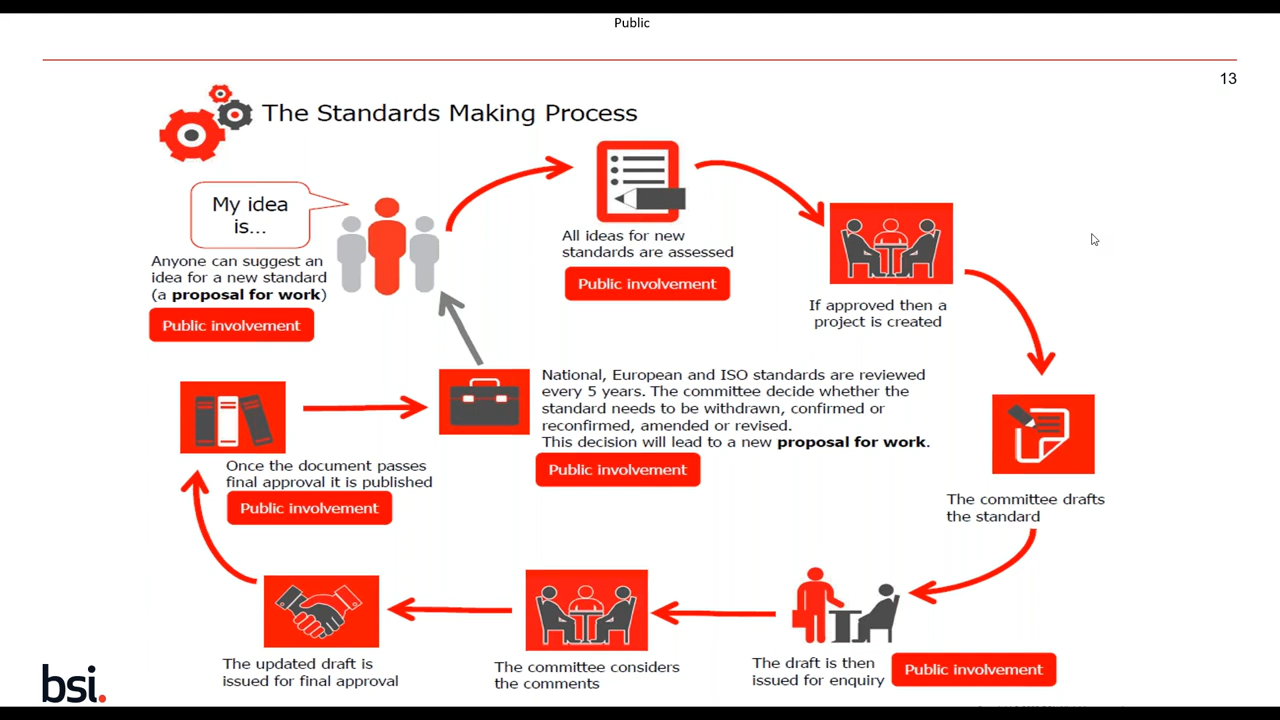 Public
13
The Standards Making Process
My idea
is...
Anyone can suggest an
idea for a new standard
(a proposal for work)
Public involvement
All ideas for new
standards are assessed
Public involvement
If approved then a
project is created
The committee drafts
the standard
The draft is then
issued for enquiry
Public involvement
The committee considers
the comments
The updated draft is
issued for final approval
Once the document passes
final approval it is published
Public involvement
National, European and ISO standards are reviewed
every 5 years. The committee decide whether the
standard needs to be withdrawn, confirmed or
reconfirmed, amended or revised.
This decision will lead to a new proposal for work.
Public involvement
bsi.